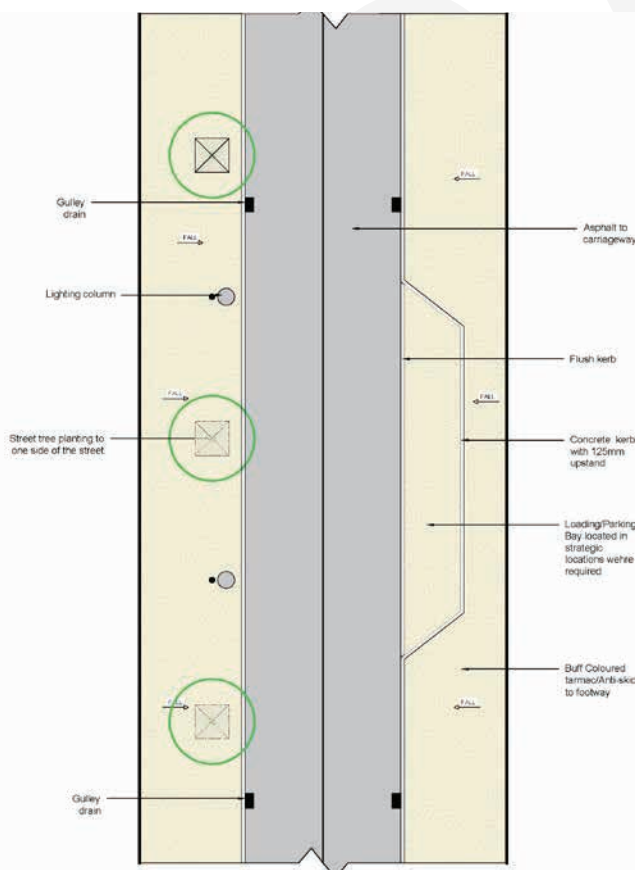 FALL
Gulley
drain
FALL
Asphalt to
carriageway
Lighting column
Flush kerb
FALL
FALL
Street tree planting to
one side of the street
Concrete kerb
with 125mm
upstand
Loading/Parking
Bay located in
strategic
locations wehre
required
Buff Coloured
tarmac/Anti-skid
to footway
FALL
FALL
Gulley
drain